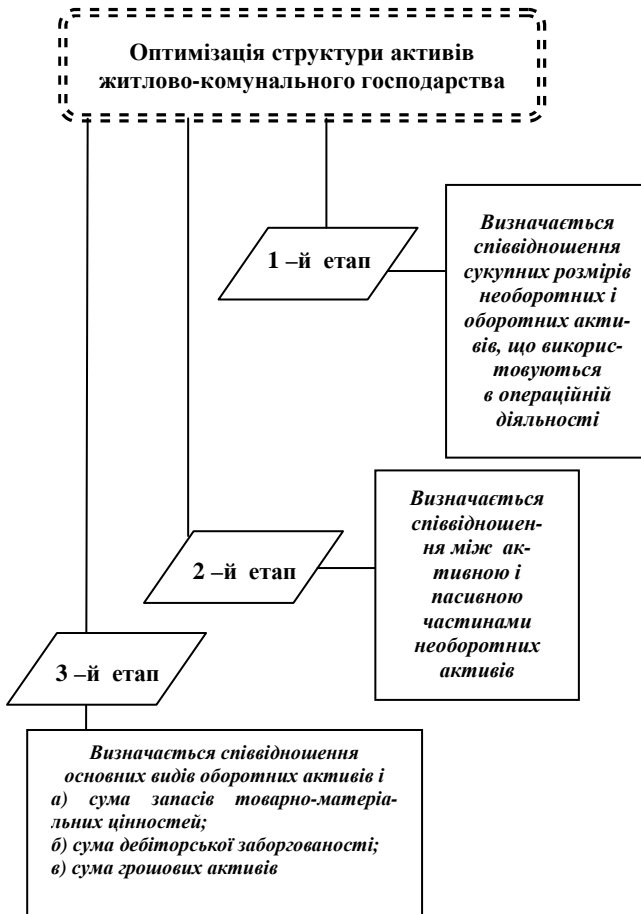 Оптимізація структури активів
житлово-комунального господарства
1 –й етап
Визначається
співвідношення
сукупних розмірів
необоротних і
оборотних акти-
вів, що викорис-
товуються
в операційній
діяльності
2 –й етап
Визначається
співвідношен-
ня між ак-
тивною і
пасивною
частинами
необоротних
активів
3 –й етап
Визначається співвідношення
основних видів оборотних активів і
а) сума запасів товарно-матеріа-
льних цінностей;
б) сума дебіторської заборгованості;
в) сума грошових активів